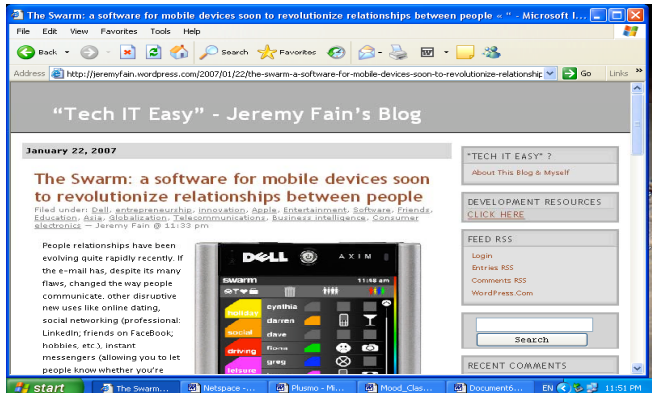 The Swarm: a software for mobile devices soon to revolutionize relationships between people « " - Microsoft I...
File Edit View Favorites Tools Help
Back Search Favorites
Address http://jeremyfain.wordpress.com/2007/01/22/the-swarm-a-software-for-mobile-devices-soon-to-revolutionize-relationship Go Links »
"Tech IT Easy" - Jeremy Fain's Blog
January 22, 2007
The Swarm: a software for mobile devices soon
to revolutionize relationships between people
Filed under: Dell, entrepreneurship, innovation, Apple, Entertainment, Software, Friends,
Education, Asia, Globalization, Telecommunications, Business intelligence, Consumer
electronics — Jeremy Fain @ 11:33 pm
People relationships have been
evolving quite rapidly recently. If
the e-mail has, despite its many
flaws, changed the way people
communicate, other disruptive
new uses like online dating,
social networking (professional:
LinkedIn; friends on FaceBook;
hobbies, etc.), instant
messengers (allowing you to let
people know whether you're
DELL AXIM
swarm 11:58 am
holiday
social
driving
leisure
cynthia
darren
dave
fiona
greg
"TECH IT EASY" ?
About This Blog & Myself
DEVELOPMENT RESOURCES
CLICK HERE
FEED RSS
Login
Entries RSS
Comments RSS
WordPress.Com
Search
RECENT COMMENTS
start The Swarm... Netspace -... Plusmo - Mi... Mood_Clas... Document6... EN 11:51 PM